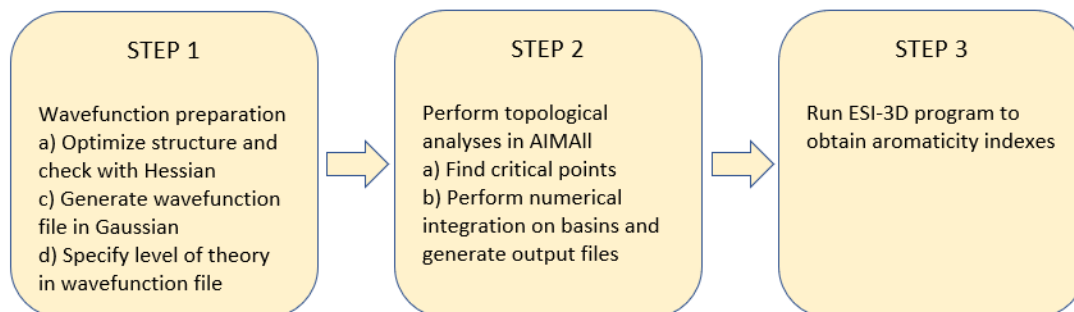 STEP 1
Wavefunction preparation
a) Optimize structure and
check with Hessian
c) Generate wavefunction
file in Gaussian
d) Specify level of theory
in wavefunction file
STEP 2
Perform topological
analyses in AIMAll
a) Find critical points
b) Perform numerical
integration on basins and
generate output files
STEP 3
Run ESI-3D program to
obtain aromaticity indexes